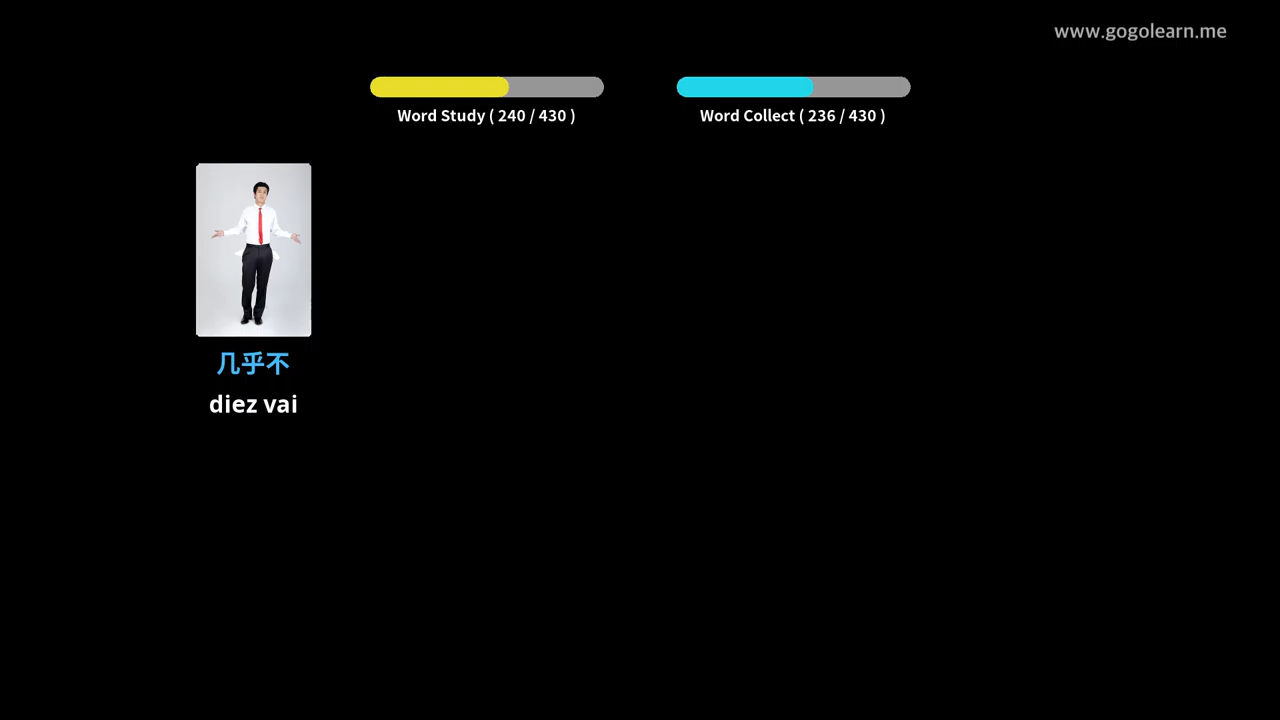 www.gogolearn.me
Word Study ( 240 / 430 )
Word Collect ( 236 / 430 )
几乎不
diez vai